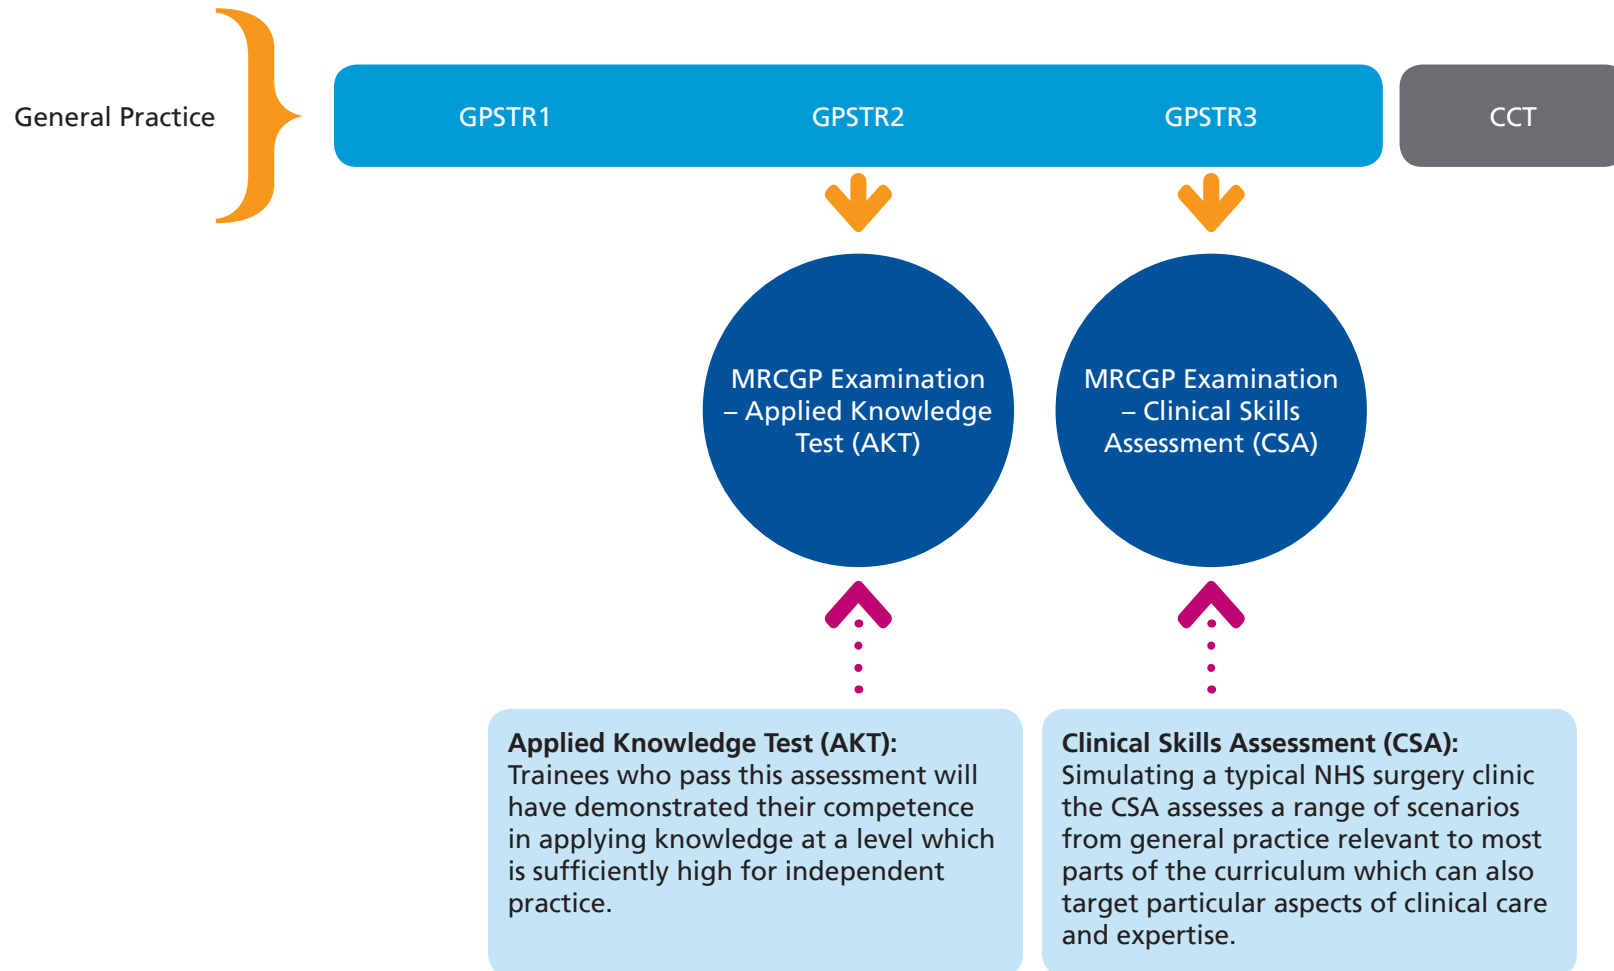 General Practice
GPSTR1
GPSTR2
GPSTR3
CCT
MRCGP Examination
– Applied Knowledge
Test (AKT)
MRCGP Examination
– Clinical Skills
Assessment (CSA)
Applied Knowledge Test (AKT):
Trainees who pass this assessment will
have demonstrated their competence
in applying knowledge at a level which
is sufficiently high for independent
practice.
Clinical Skills Assessment (CSA):
Simulating a typical NHS surgery clinic
the CSA assesses a range of scenarios
from general practice relevant to most
parts of the curriculum which can also
target particular aspects of clinical care
and expertise.